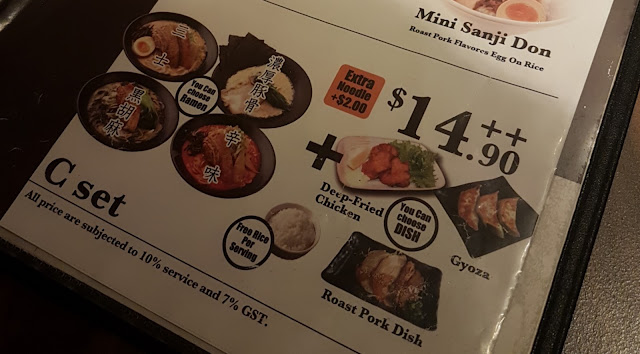 Mini Sanji Don
Roast Pork Flavores Egg On Rice
三士
濃厚豚骨
You Can
choose
Ramen
黒胡麻
辛味
Extra
Noodle
+$2.00
$14.90++
+
Deep-Fried
Chicken
You Can
choose
DISH
Gyoza
Roast Pork Dish
Free Rice
Per
Serving
C set
All price are subjected to 10% service and 7% GST.